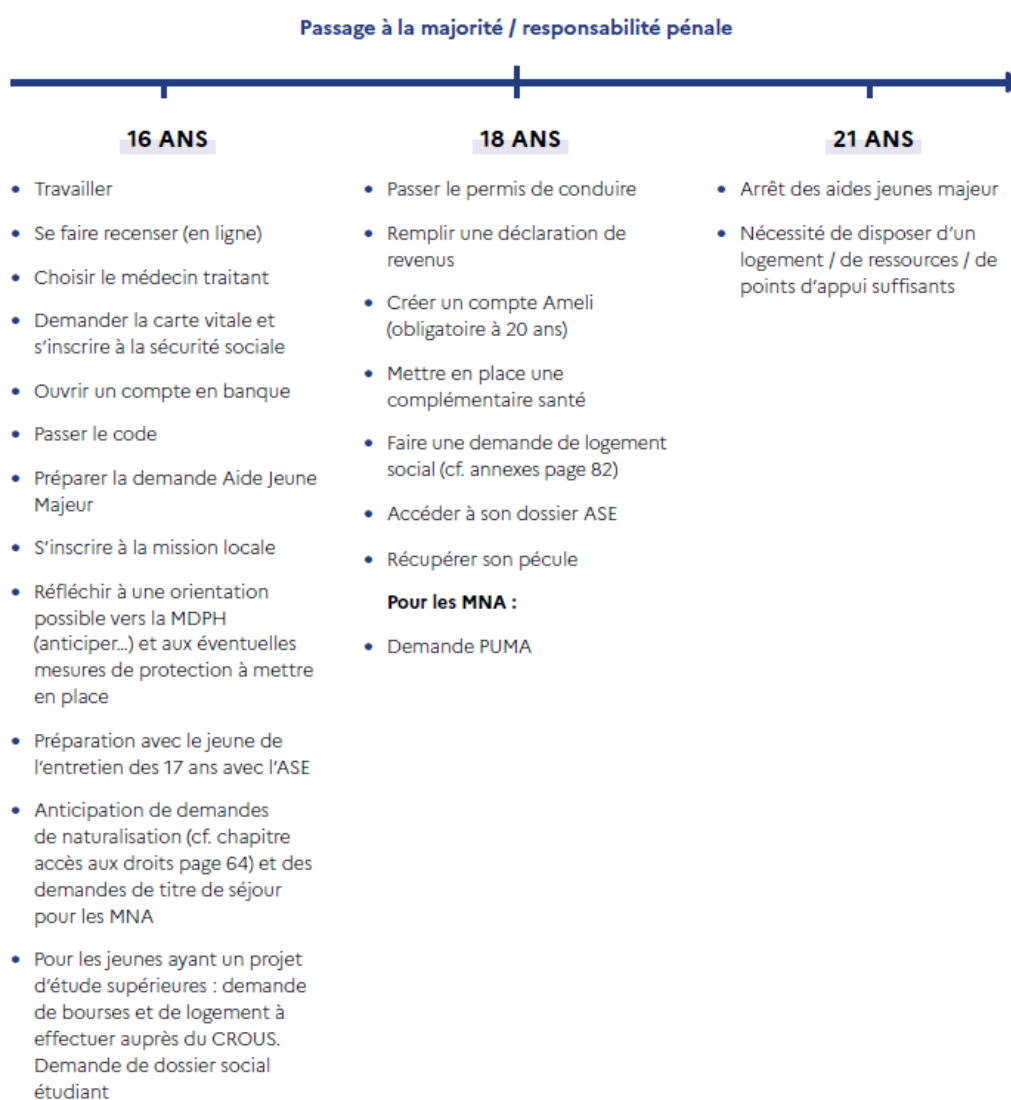 Passage à la majorité / responsabilité pénale
16 ANS
• Travailler
• Se faire recenser (en ligne)
• Choisir le médecin traitant
• Demander la carte vitale et
s'inscrire à la sécurité sociale
• Ouvrir un compte en banque
• Passer le code
• Préparer la demande Aide Jeune
Majeur
• S'inscrire à la mission locale
• Réfléchir à une orientation
possible vers la MDPH
(anticiper...) et aux éventuelles
mesures de protection à mettre
en place
• Préparation avec le jeune de
l'entretien des 17 ans avec l'ASE
• Anticipation de demandes
de naturalisation (cf. chapitre
accès aux droits page 64) et des
demandes de titre de séjour
pour les MNA
• Pour les jeunes ayant un projet
d'étude supérieures : demande
de bourses et de logement à
effectuer auprès du CROUS.
Demande de dossier social
étudiant
18 ANS
• Passer le permis de conduire
• Remplir une déclaration de
revenus
• Créer un compte Ameli
(obligatoire à 20 ans)
• Mettre en place une
complémentaire santé
• Faire une demande de logement
social (cf. annexes page 82)
• Accéder à son dossier ASE
• Récupérer son pécule
Pour les MNA :
• Demande PUMA
21 ANS
• Arrêt des aides jeunes majeur
• Nécessité de disposer d'un
logement / de ressources / de
points d'appui suffisants